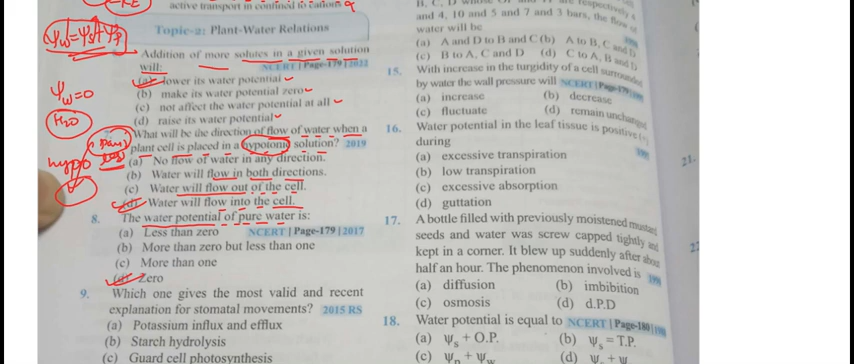 active transport in confined to cations
Topic-2: Plant-Water Relations
ψw=ψs+ψp
Addition of more solutes in a given solution
will: NCERT | Page-179 | 2022
(a) lower its water potential
(b) make its water potential zero
(c) not affect the water potential at all
(d) raise its water potential
ψw=0
H2O
hypo
What will be the direction of flow of water when a
plant cell is placed in a hypotonic solution? 2019
(a) No flow of water in any direction.
(b) Water will flow in both directions.
(c) Water will flow out of the cell.
(d) Water will flow into the cell.
8. The water potential of pure water is:
(a) Less than zero NCERT | Page-179 | 2017
(b) More than zero but less than one
(c) More than one
(d) Zero
9. Which one gives the most valid and recent
explanation for stomatal movements? 2015 RS
(a) Potassium influx and efflux
(b) Starch hydrolysis
(c) Guard cell photosynthesis
and 4, 10 and 5 and 7 and 3 bars, the flow
water will be
(a) A and D to B and C (b) A to B, C and D
(c) B to A, C and D (d) C to A, B and D
15. With increase in the turgidity of a cell surrounded
by water the wall pressure will NCERT | Page-179
(a) increase (b) decrease
(c) fluctuate (d) remain unchanged
16. Water potential in the leaf tissue is positive (+)
during
(a) excessive transpiration
(b) low transpiration
(c) excessive absorption
(d) guttation
17. A bottle filled with previously moistened mustard
seeds and water was screw capped tightly and
kept in a corner. It blew up suddenly after about
half an hour. The phenomenon involved is
(a) diffusion (b) imbibition
(c) osmosis (d) d.P.D
18. Water potential is equal to NCERT | Page-180
(a) ψs + O.P. (b) ψs = T.P.
(c) ψp + ψw (d) ψs + ψ
21.
22